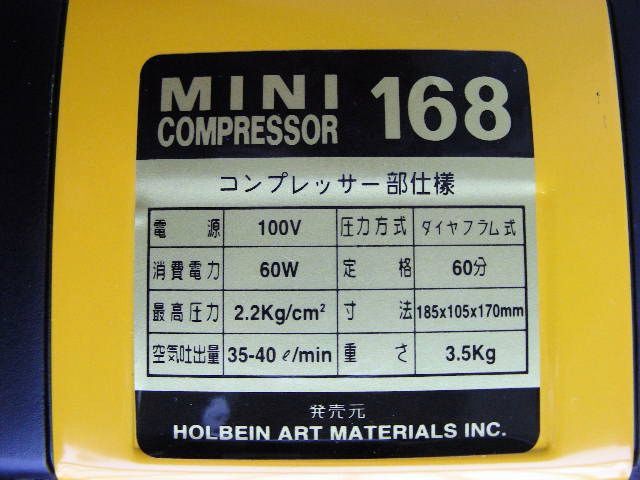 MINI COMPRESSOR 168
コンプレッサー部仕様
電源 100V 圧力方式 ダイヤフラム式
消費電力 60W 定格 60分
最高圧力 2.2Kg/cm² 寸法 185x105x170mm
空気吐出量 35-40ℓ/min 重さ 3.5Kg
発売元
HOLBEIN ART MATERIALS INC.